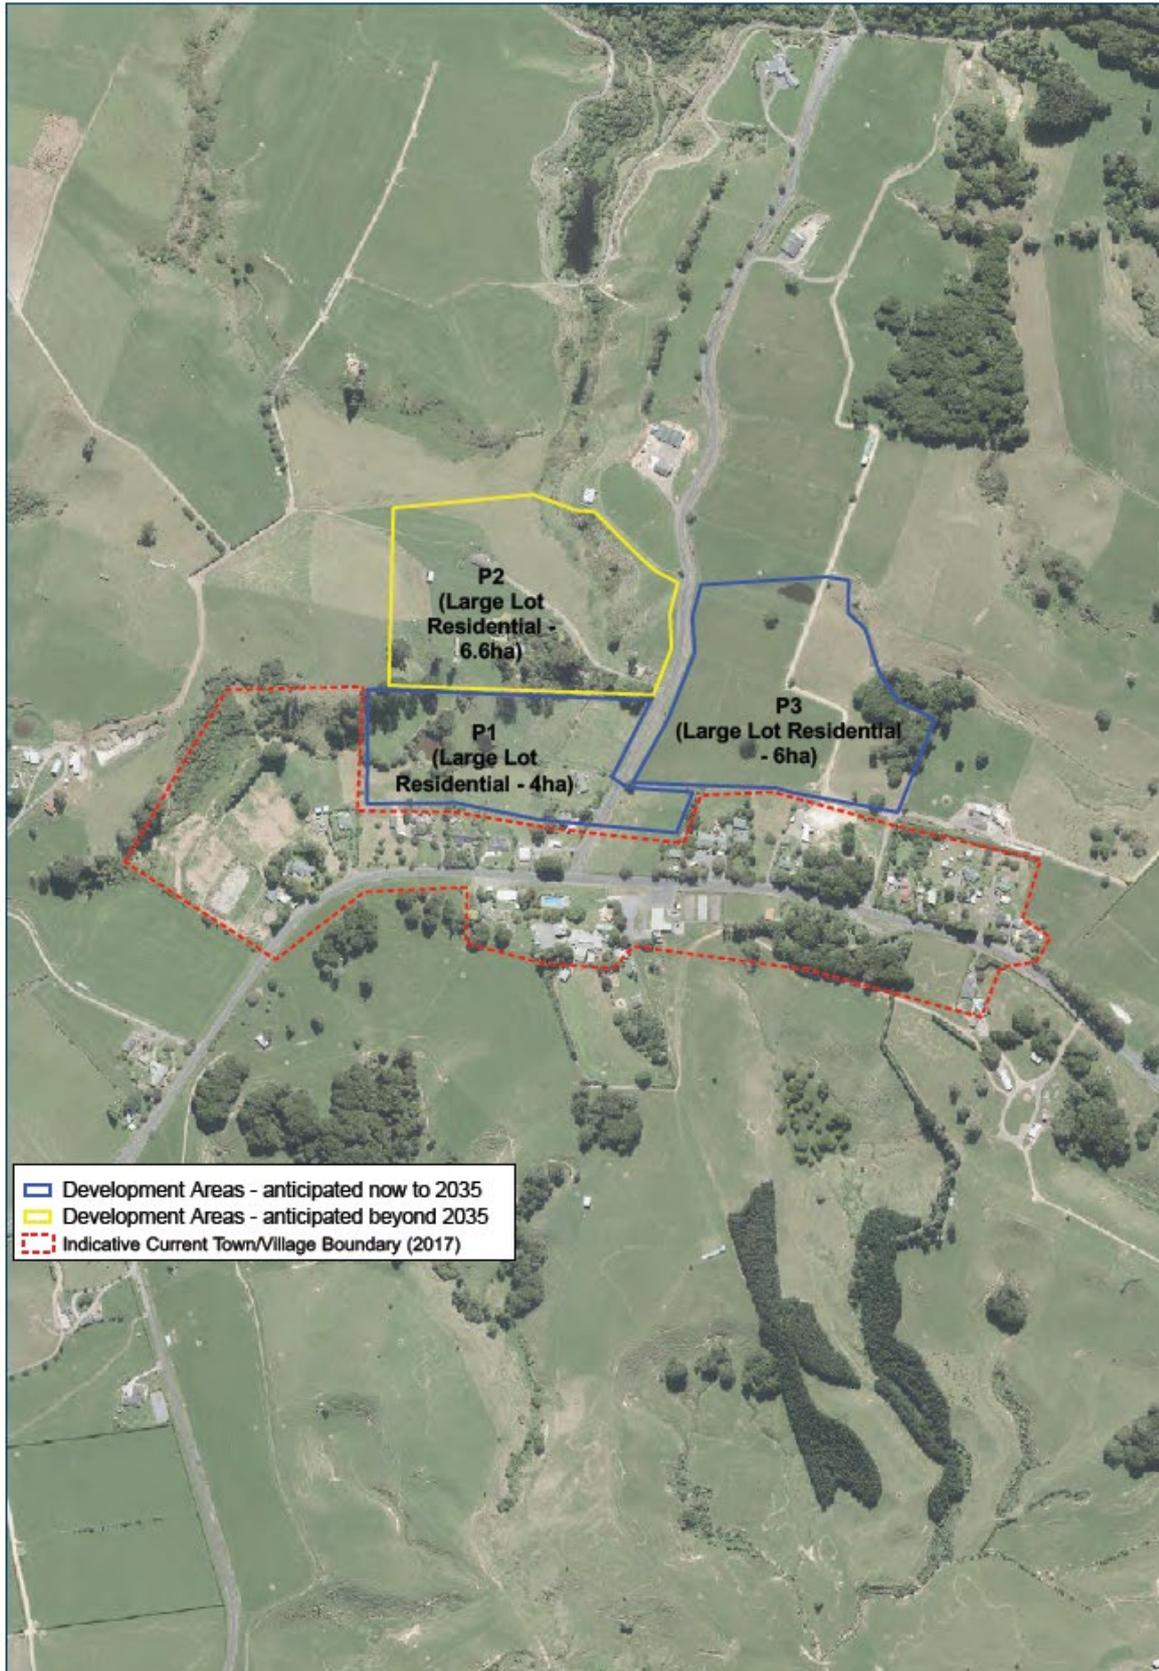 P2
(Large Lot
Residential -
6.6ha)
P1
(Large Lot
Residential - 4ha)
P3
(Large Lot Residential
- 6ha)
Development Areas - anticipated now to 2035
Development Areas - anticipated beyond 2035
Indicative Current Town/Village Boundary (2017)